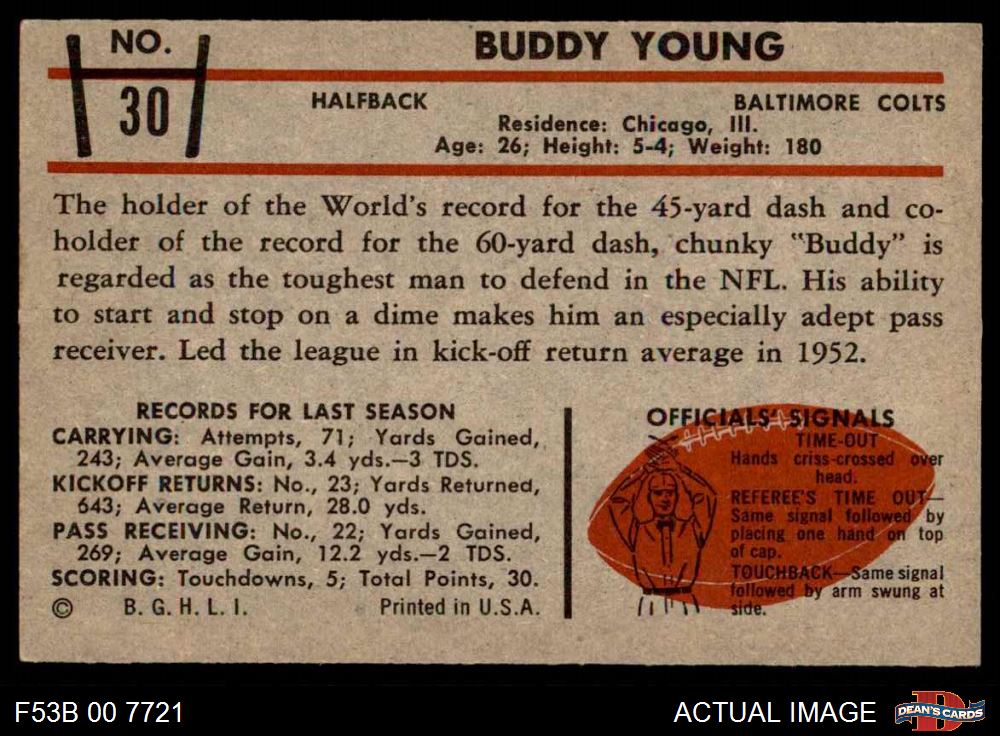 NO.
30
BUDDY YOUNG
HALFBACK
BALTIMORE COLTS
Residence: Chicago, Ill.
Age: 26; Height: 5-4; Weight: 180
The holder of the World's record for the 45-yard dash and co-
holder of the record for the 60-yard dash, chunky "Buddy" is
regarded as the toughest man to defend in the NFL. His ability
to start and stop on a dime makes him an especially adept pass
receiver. Led the league in kick-off return average in 1952.
RECORDS FOR LAST SEASON
CARRYING: Attempts, 71; Yards Gained,
243; Average Gain, 3.4 yds.—3 TDS.
KICKOFF RETURNS: No., 23; Yards Returned,
643; Average Return, 28.0 yds.
PASS RECEIVING: No., 22; Yards Gained,
269; Average Gain, 12.2 yds.—2 TDS.
SCORING: Touchdowns, 5; Total Points, 30.
© B. G. H. L. I. Printed in U.S.A.
OFFICIALS' SIGNALS
TIME-OUT
Hands criss-crossed over
head.
REFEREE'S TIME OUT—
Same signal followed by
placing one hand on top
of cap.
TOUCHBACK—Same signal
followed by arm swung at
side.
F53B 00 7721
ACTUAL IMAGE
DEAN'S CARDS